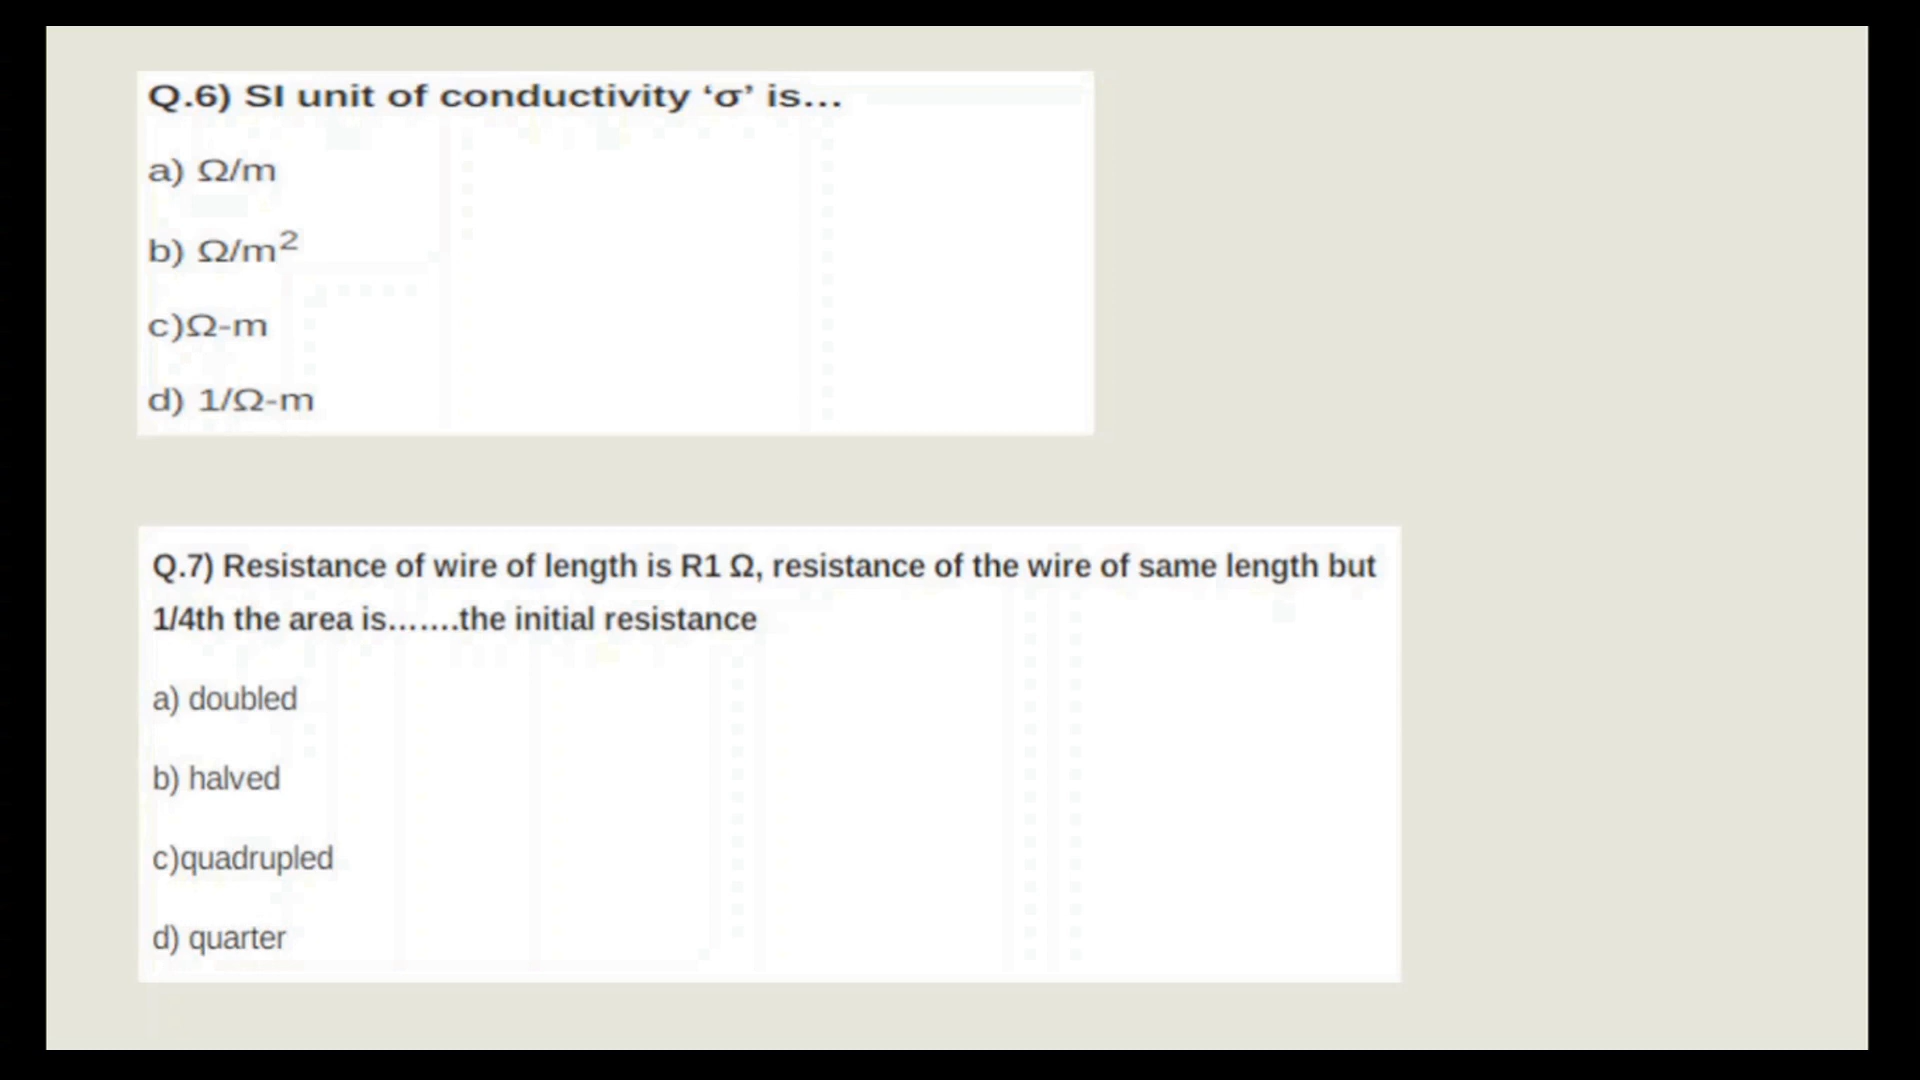 Q.6) SI unit of conductivity ‘σ’ is...
a) Ω/m
b) Ω/m²
c)Ω-m
d) 1/Ω-m
Q.7) Resistance of wire of length is R1 Ω, resistance of the wire of same length but
1/4th the area is.......the initial resistance
a) doubled
b) halved
c)quadrupled
d) quarter